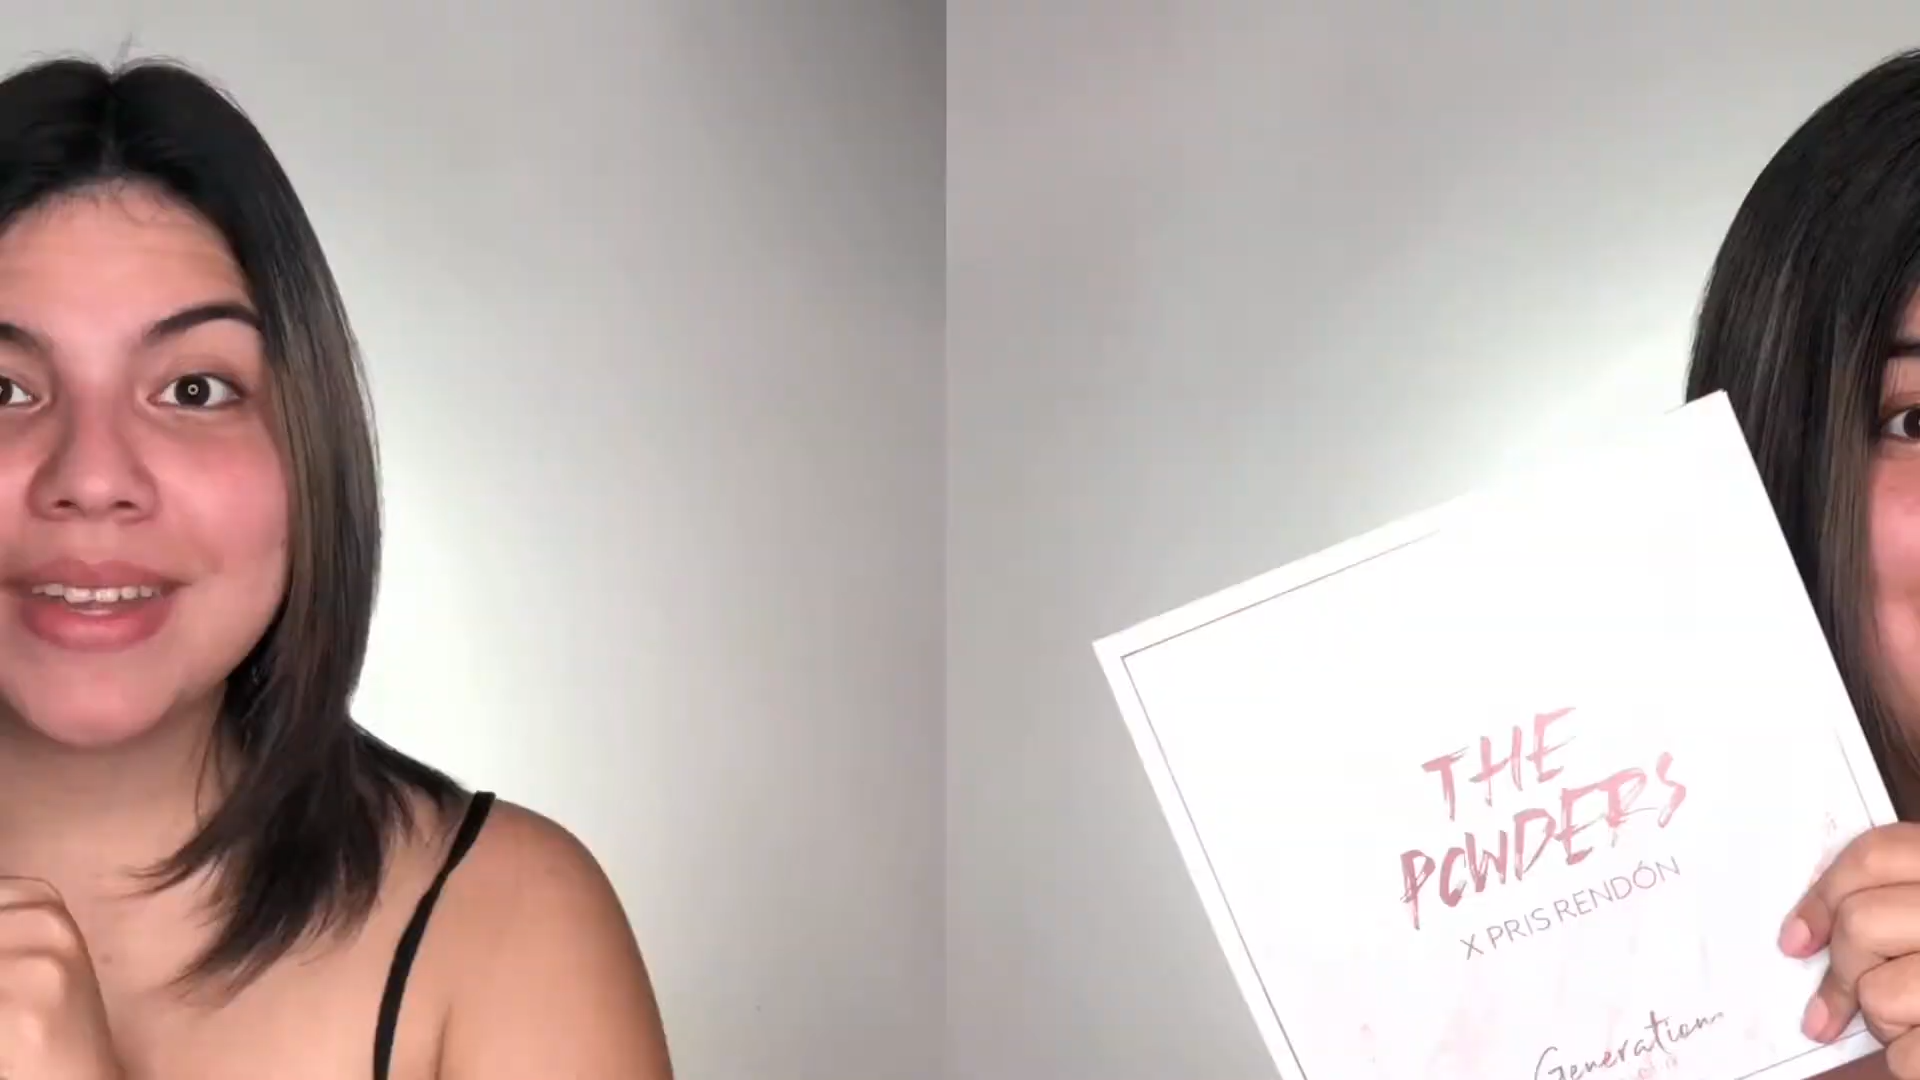 THE
POWDERS
X PRIS RENDÓN
Generation